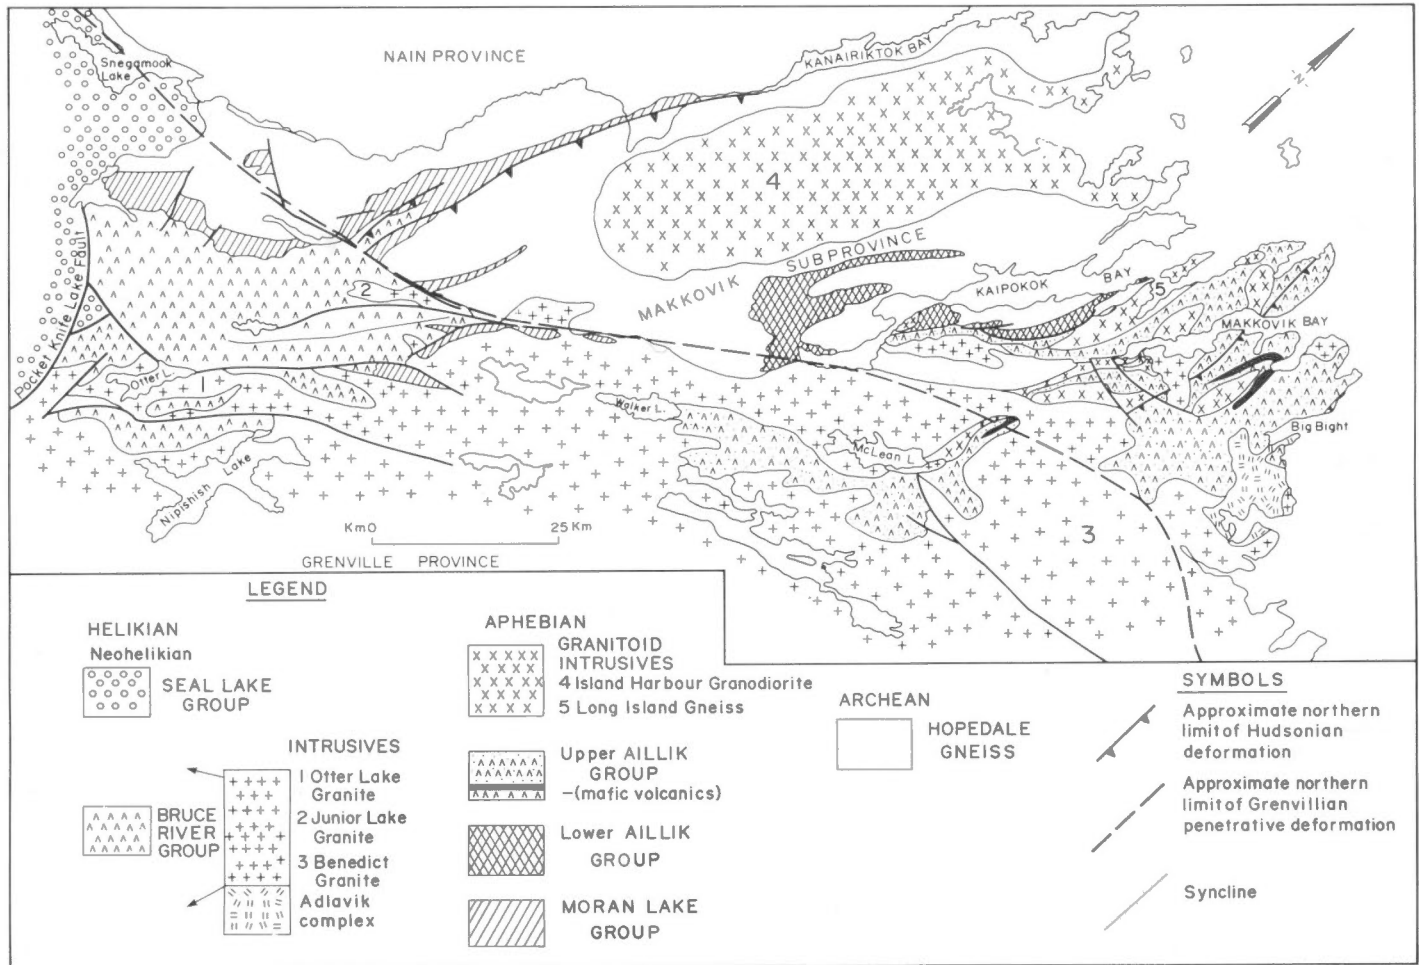 NAIN PROVINCE
KANAIRIKTOK BAY
N
Snegamook
Lake
4
MAKKOVIK SUBPROVINCE
KAIPOKOK BAY
5
MAKKOVIK BAY
Pocket Knife Lake Fault
2
Otter L.
1
Walker L.
McLean L.
Big Bight
Nipishish Lake
3
Km 0 25 Km
GRENVILLE PROVINCE
LEGEND
HELIKIAN
Neohelikian
SEAL LAKE
GROUP
INTRUSIVES
1 Otter Lake
Granite
2 Junior Lake
Granite
3 Benedict
Granite
Adlavik
complex
BRUCE
RIVER
GROUP
APHEBIAN
GRANITOID
INTRUSIVES
4 Island Harbour Granodiorite
5 Long Island Gneiss
Upper AILLIK
GROUP
-(mafic volcanics)
Lower AILLIK
GROUP
MORAN LAKE
GROUP
ARCHEAN
HOPEDALE
GNEISS
SYMBOLS
Approximate northern
limit of Hudsonian
deformation
Approximate northern
limit of Grenvillian
penetrative deformation
Syncline